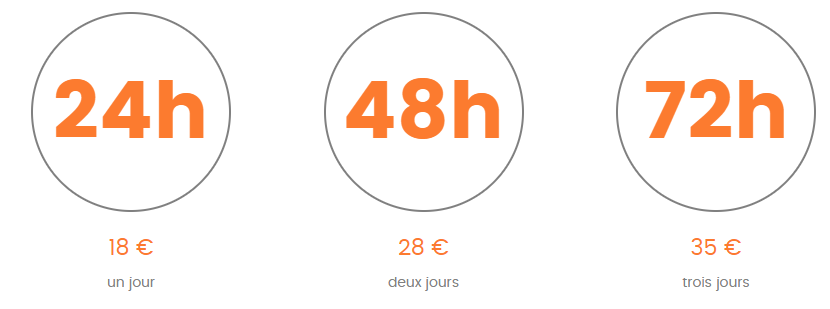 24h
48h
72h
18 €
28 €
35 €
un jour
deux jours
trois jours